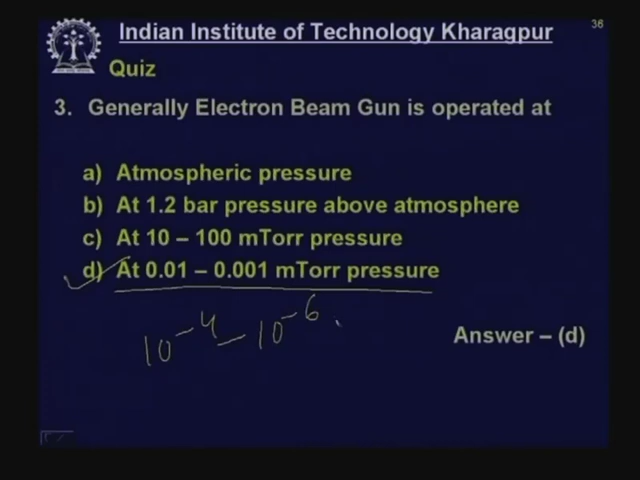 36
Indian Institute of Technology Kharagpur
Quiz
3. Generally Electron Beam Gun is operated at
a) Atmospheric pressure
b) At 1.2 bar pressure above atmosphere
c) At 10 – 100 mTorr pressure
d) At 0.01 – 0.001 mTorr pressure
10⁻⁴ – 10⁻⁶
Answer – (d)